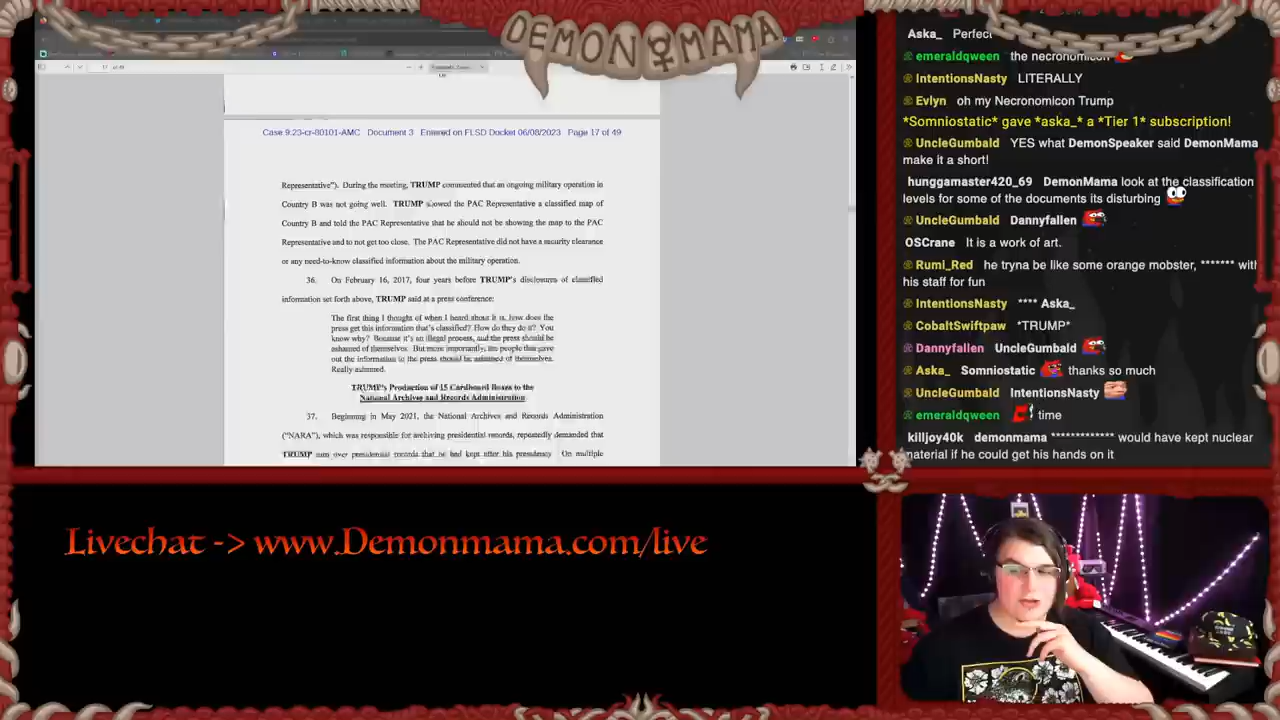 DEMON MAMA
Case 9:23-cr-80101-AMC Document 3 Entered on FLSD Docket 06/08/2023 Page 17 of 49
Representative"). During the meeting, TRUMP commented that an ongoing military operation in
Country B was not going well. TRUMP showed the PAC Representative a classified map of
Country B and told the PAC Representative that he should not be showing the map to the PAC
Representative and to not get too close. The PAC Representative did not have a security clearance
or any need-to-know classified information about the military operation.
36. On February 16, 2017, four years before TRUMP's disclosures of classified
information set forth above, TRUMP said at a press conference:
The first thing I thought of when I heard about it is, how does the
press get this information that's classified? How do they do it? You
know why? Because it's an illegal process, and the press should be
ashamed of themselves. But more importantly, the people that gave
out the information to the press should be ashamed of themselves.
Really ashamed.
TRUMP's Production of 15 Cardboard Boxes to the
National Archives and Records Administration
37. Beginning in May 2021, the National Archives and Records Administration
("NARA"), which was responsible for archiving presidential records, repeatedly demanded that
TRUMP turn over presidential records that he had kept after his presidency. On multiple
Aska_ Perfect
emeraldqween the necronomicon
IntentionsNasty LITERALLY
Evlyn oh my Necronomicon Trump
*Somniostatic* gave *aska_* a *Tier 1* subscription!
UncleGumbald YES what DemonSpeaker said DemonMama
make it a short!
hunggamaster420_69 DemonMama look at the classification
levels for some of the documents its disturbing
UncleGumbald Dannyfallen
OSCrane It is a work of art.
Rumi_Red he tryna be like some orange mobster, ******* with
his staff for fun
IntentionsNasty **** Aska_
CobaltSwiftpaw *TRUMP*
Dannyfallen UncleGumbald
Aska_ Somniostatic thanks so much
UncleGumbald IntentionsNasty
emeraldqween time
killjoy40k demonmama ************* would have kept nuclear
material if he could get his hands on it
Livechat -> www.Demonmama.com/live